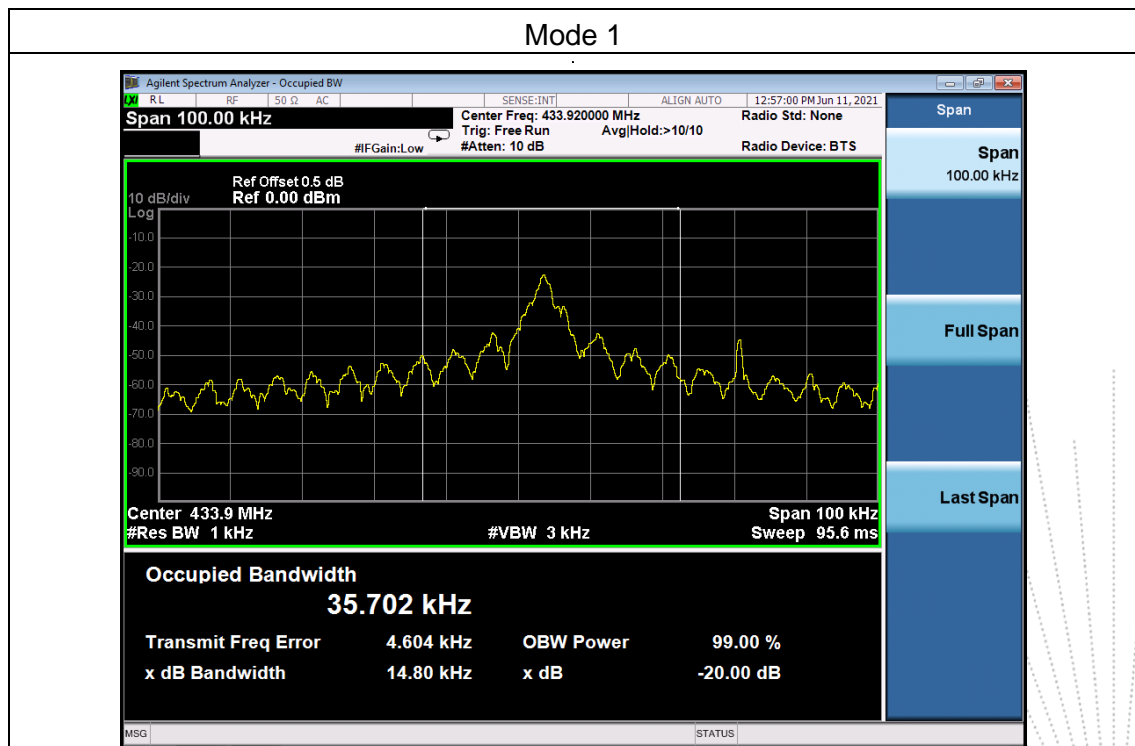 Mode 1
Agilent Spectrum Analyzer - Occupied BW
LXI RL RF 50 Ω AC SENSE:INT ALIGN AUTO 12:57:00 PM Jun 11, 2021
Span 100.00 kHz Center Freq: 433.920000 MHz Radio Std: None
Trig: Free Run Avg|Hold:>10/10
#IFGain:Low #Atten: 10 dB Radio Device: BTS
Ref Offset 0.5 dB
10 dB/div Ref 0.00 dBm
Log
-10.0
-20.0
-30.0
-40.0
-50.0
-60.0
-70.0
-80.0
-90.0
Center 433.9 MHz Span 100 kHz
#Res BW 1 kHz #VBW 3 kHz Sweep 95.6 ms
Occupied Bandwidth
35.702 kHz
Transmit Freq Error 4.604 kHz OBW Power 99.00 %
x dB Bandwidth 14.80 kHz x dB -20.00 dB
MSG STATUS
Span
Span
100.00 kHz
Full Span
Last Span